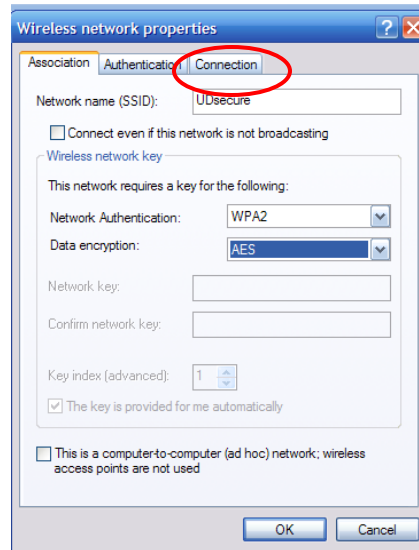 Wireless network properties
Association Authentication Connection
Network name (SSID): UDsecure
Connect even if this network is not broadcasting
Wireless network key
This network requires a key for the following:
Network Authentication: WPA2
Data encryption: AES
Network key:
Confirm network key:
Key index (advanced): 1
The key is provided for me automatically
This is a computer-to-computer (ad hoc) network; wireless
access points are not used
OK Cancel